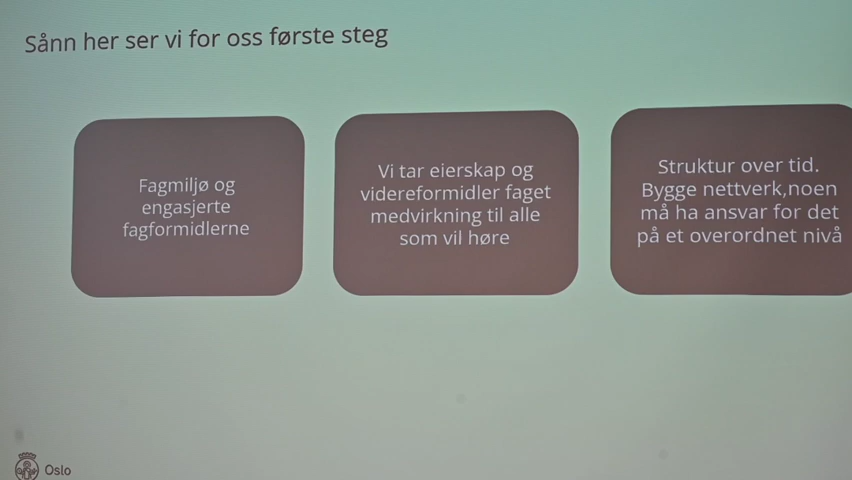 Sånn her ser vi for oss første steg
Fagmiljø og
engasjerte
fagformidlerne
Vi tar eierskap og
videreformidler faget
medvirkning til alle
som vil høre
Struktur over tid.
Bygge nettverk,noen
må ha ansvar for det
på et overordnet nivå
Oslo